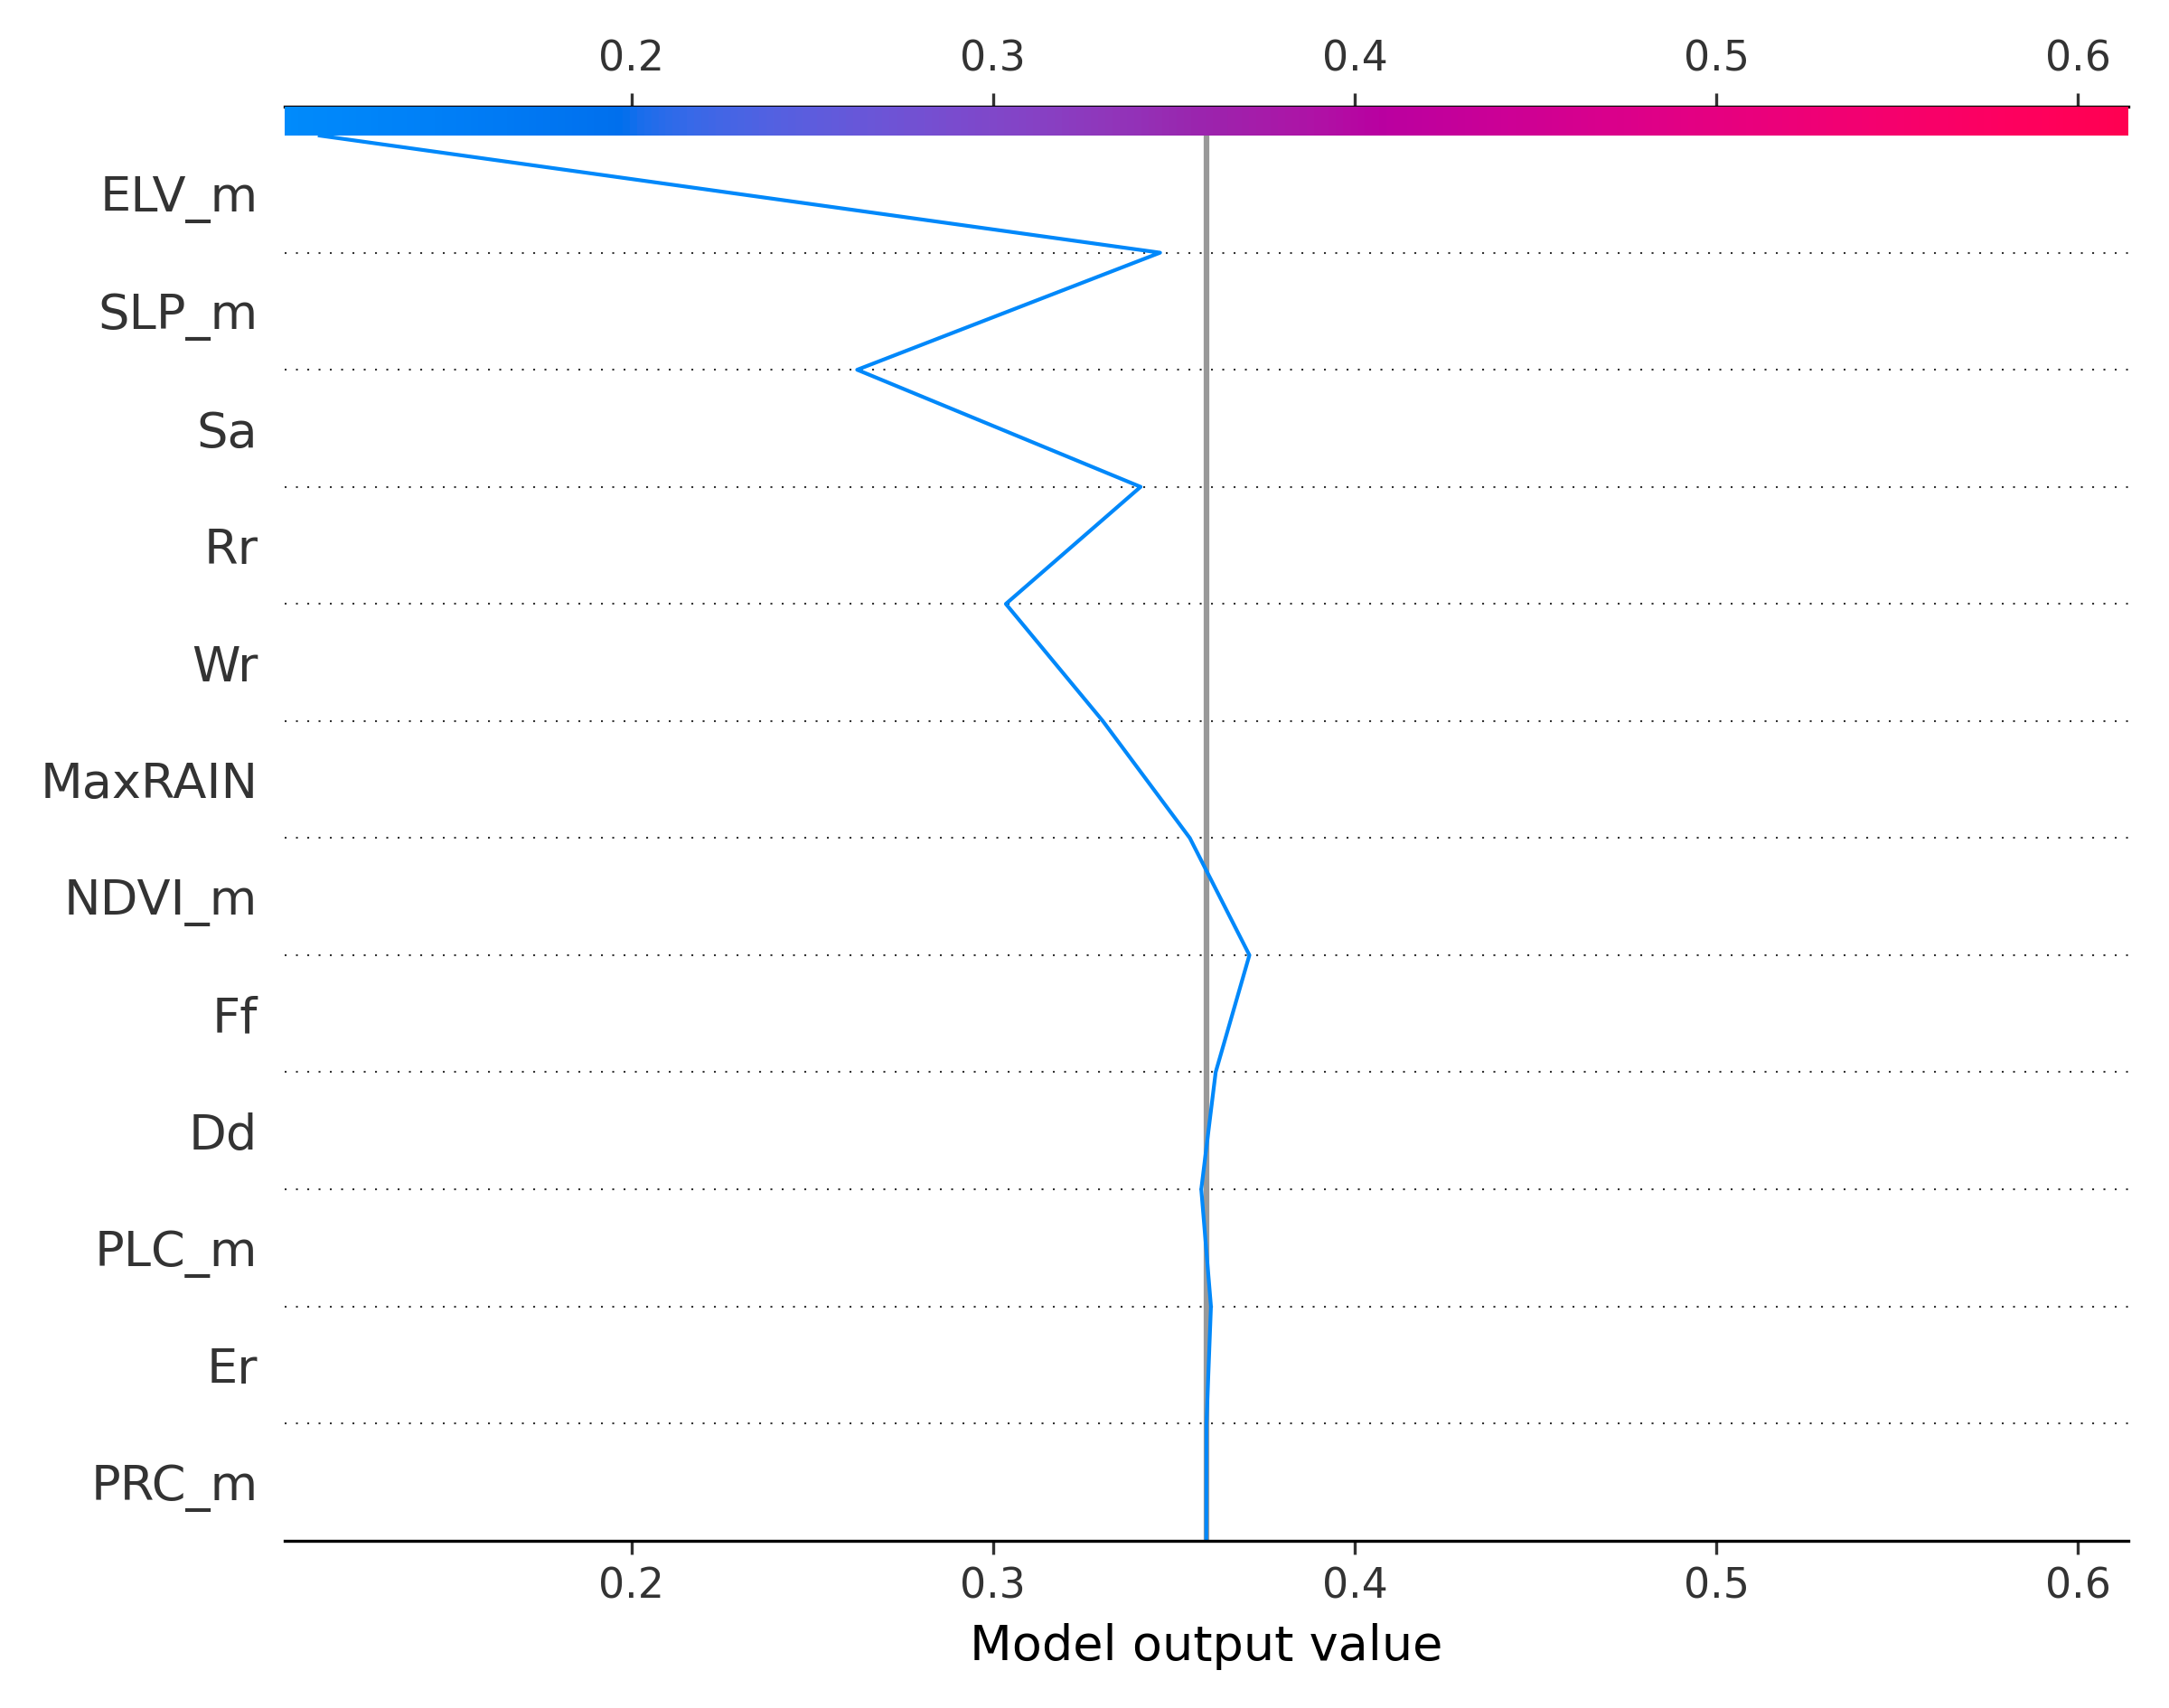 0.2 0.3 0.4 0.5 0.6
ELV_m
SLP_m
Sa
Rr
Wr
MaxRAIN
NDVI_m
Ff
Dd
PLC_m
Er
PRC_m
0.2 0.3 0.4 0.5 0.6
Model output value